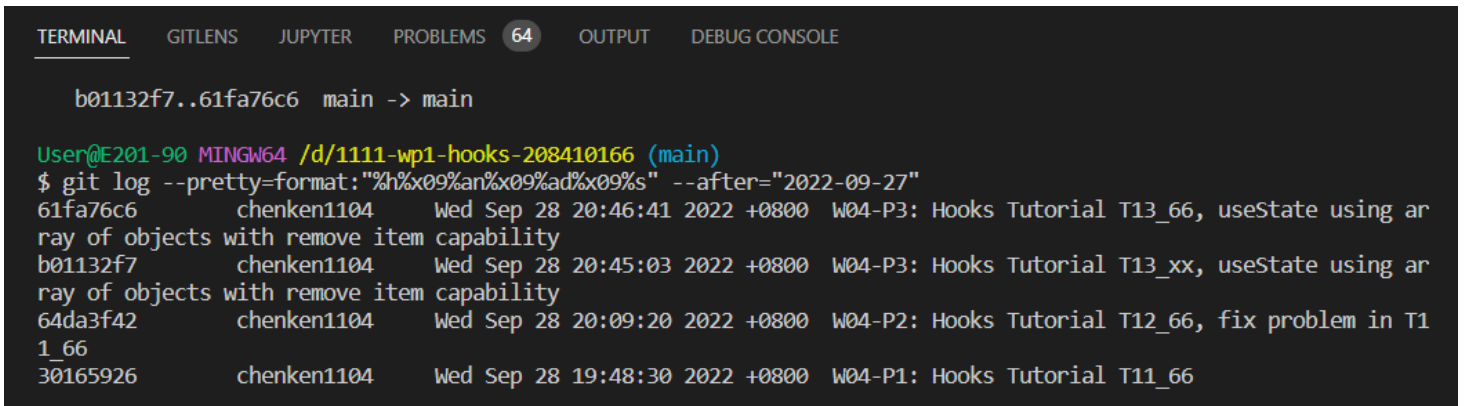 TERMINAL GITLENS JUPYTER PROBLEMS 64 OUTPUT DEBUG CONSOLE
b01132f7..61fa76c6 main -> main
User@E201-90 MINGW64 /d/1111-wp1-hooks-208410166 (main)
$ git log --pretty=format:"%h%x09%an%x09%ad%x09%s" --after="2022-09-27"
61fa76c6 chenken1104 Wed Sep 28 20:46:41 2022 +0800 W04-P3: Hooks Tutorial T13_66, useState using ar
ray of objects with remove item capability
b01132f7 chenken1104 Wed Sep 28 20:45:03 2022 +0800 W04-P3: Hooks Tutorial T13_xx, useState using ar
ray of objects with remove item capability
64da3f42 chenken1104 Wed Sep 28 20:09:20 2022 +0800 W04-P2: Hooks Tutorial T12_66, fix problem in T1
1_66
30165926 chenken1104 Wed Sep 28 19:48:30 2022 +0800 W04-P1: Hooks Tutorial T11_66